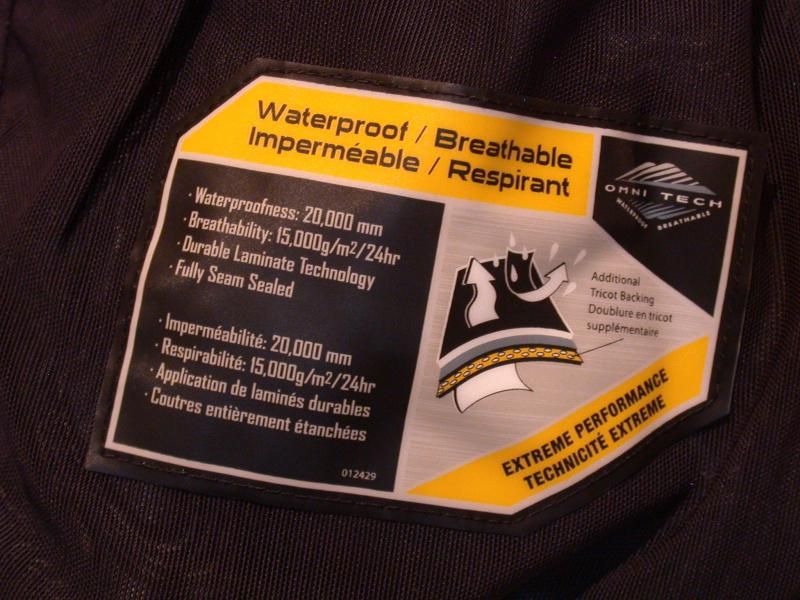 Waterproof / Breathable
Imperméable / Respirant
OMNI TECH
WATERPROOF BREATHABLE
· Waterproofness: 20,000 mm
· Breathability: 15,000g/m2/24hr
· Durable Laminate Technology
· Fully Seam Sealed
· Imperméabilité: 20,000 mm
· Respirabilité: 15,000g/m2/24hr
· Application de laminés durables
· Coutres entièrement étanchées
012429
Additional
Tricot Backing
Doublure en tricot
supplémentaire
EXTREME PERFORMANCE
TECHNICITÉ EXTREME